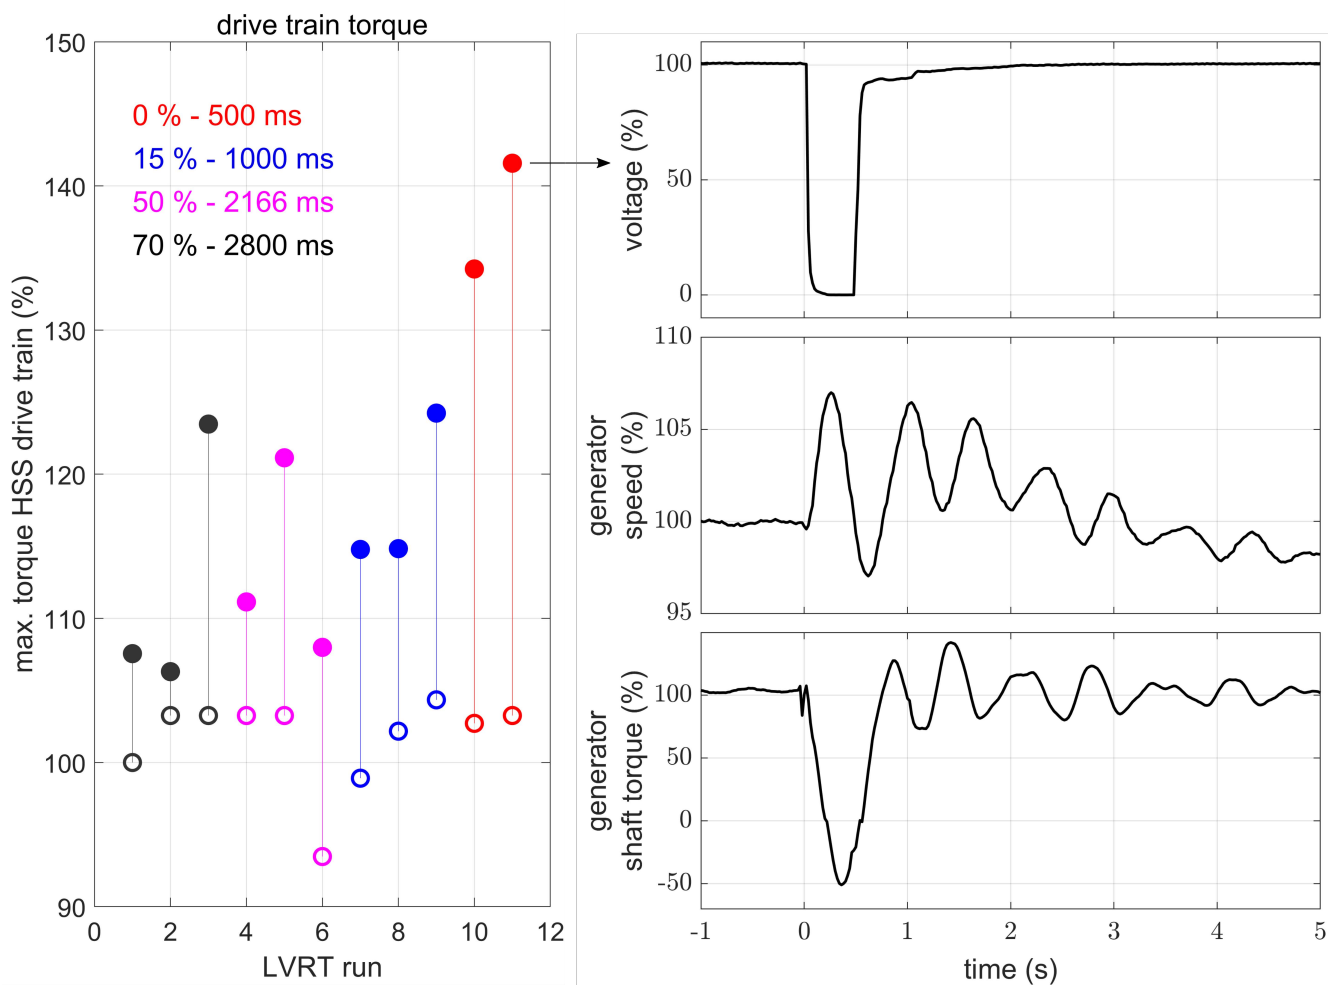 drive train torque
150
140
130
120
110
100
90
max. torque HSS drive train (%)
0 % - 500 ms
15 % - 1000 ms
50 % - 2166 ms
70 % - 2800 ms
0 2 4 6 8 10 12
LVRT run
voltage (%)
100
50
0
generator
speed (%)
110
105
100
95
generator
shaft torque (%)
100
50
0
-50
-1 0 1 2 3 4 5
time (s)